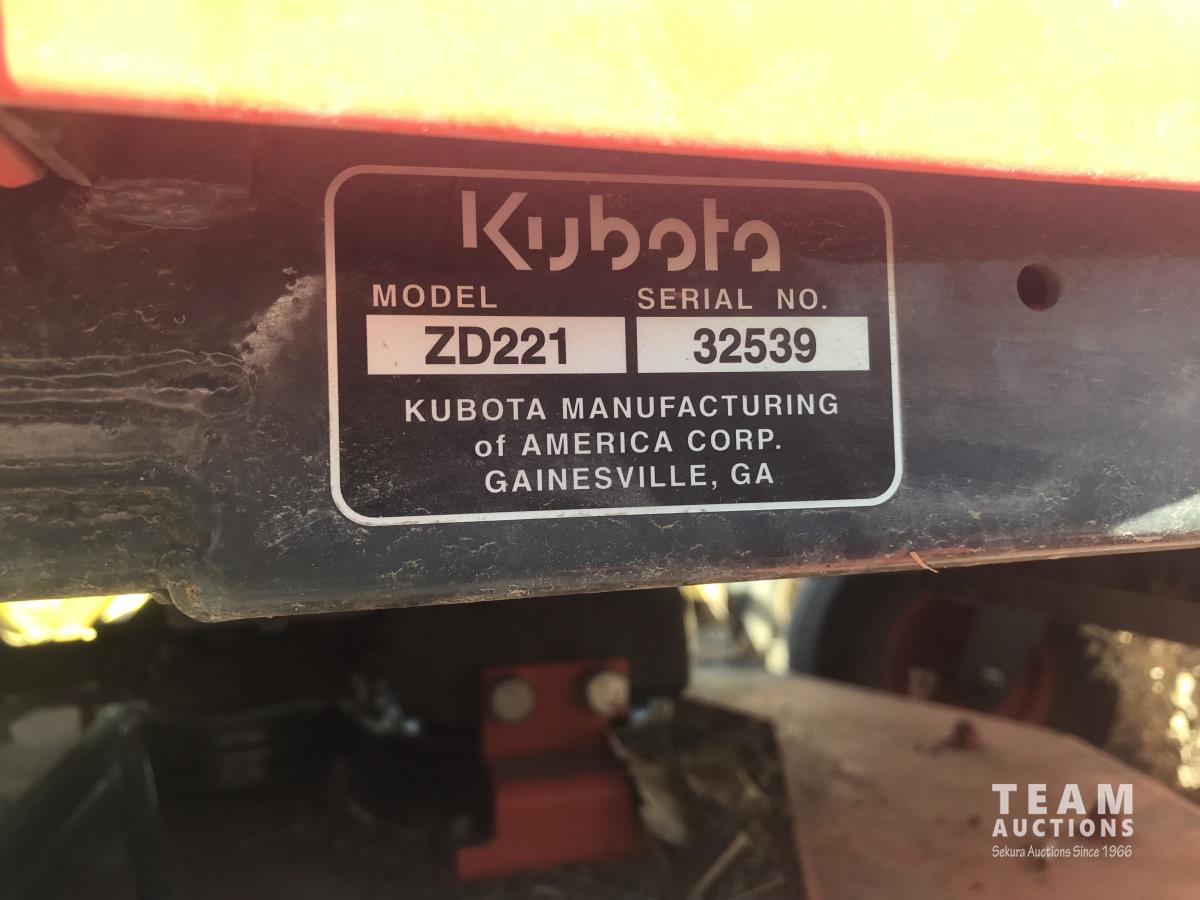 Kubota
MODEL SERIAL NO.
ZD221 32539
KUBOTA MANUFACTURING
of AMERICA CORP.
GAINESVILLE, GA
TEAM
AUCTIONS
Sekura Auctions Since 1966